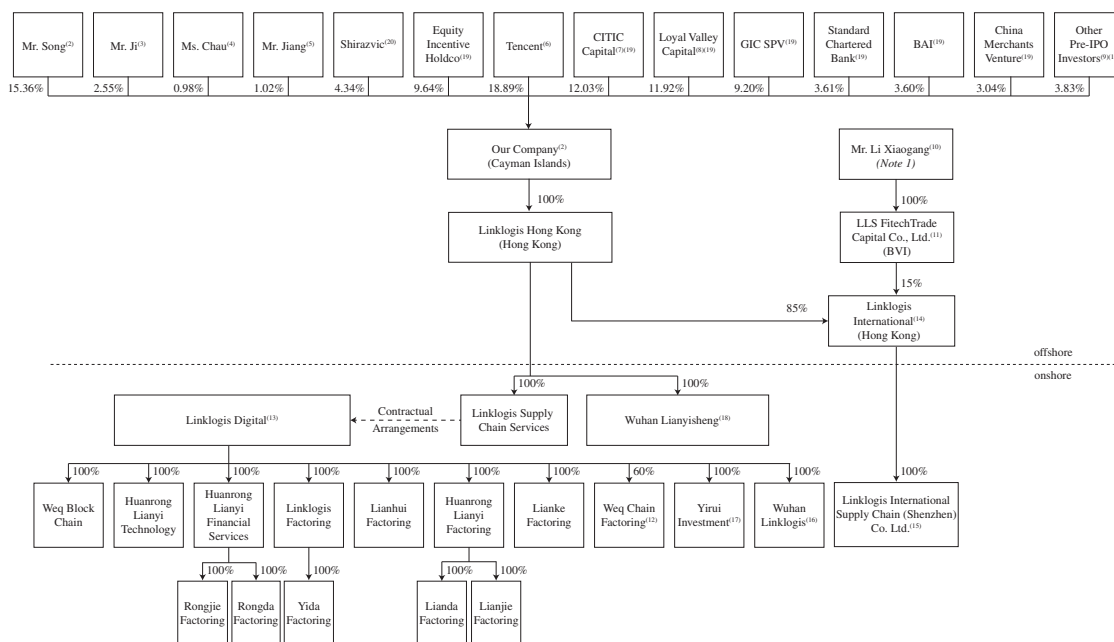 Mr. Song(2)
Mr. Ji(3)
Ms. Chau(4)
Mr. Jiang(5)
Shirazvic(20)
Equity
Incentive
Holdco(19)
Tencent(6)
CITIC
Capital(7)(19)
Loyal Valley
Capital(8)(19)
GIC SPV(19)
Standard
Chartered
Bank(19)
BAI(19)
China
Merchants
Venture(19)
Other
Pre-IPO
Investors(9)(1
15.36%
2.55%
0.98%
1.02%
4.34%
9.64%
18.89%
12.03%
11.92%
9.20%
3.61%
3.60%
3.04%
3.83%
Our Company(2)
(Cayman Islands)
Mr. Li Xiaogang(10)
(Note 1)
100%
100%
Linklogis Hong Kong
(Hong Kong)
LLS FitechTrade
Capital Co., Ltd.(11)
(BVI)
15%
85%
Linklogis
International(14)
(Hong Kong)
offshore
onshore
100%
100%
Linklogis Digital(13)
Contractual
Arrangements
Linklogis Supply
Chain Services
Wuhan Lianyisheng(18)
100%
100%
100%
100%
100%
100%
100%
60%
100%
100%
100%
Weq Block
Chain
Huanrong
Lianyi
Technology
Huanrong
Lianyi
Financial
Services
Linklogis
Factoring
Lianhui
Factoring
Huanrong
Lianyi
Factoring
Lianke
Factoring
Weq Chain
Factoring(12)
Yirui
Investment(17)
Wuhan
Linklogis(16)
Linklogis International
Supply Chain (Shenzhen)
Co. Ltd.(15)
100%
100%
100%
100%
100%
Rongjie
Factoring
Rongda
Factoring
Yida
Factoring
Lianda
Factoring
Lianjie
Factoring